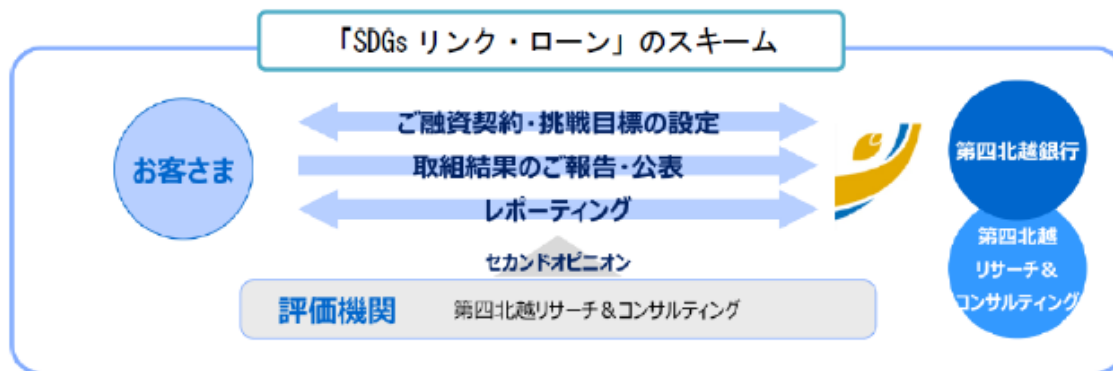 「SDGs リンク・ローン」のスキーム
お客さま
ご融資契約・挑戦目標の設定
取組結果のご報告・公表
レポーティング
第四北越銀行
第四北越
リサーチ＆
コンサルティング
セカンドオピニオン
評価機関 第四北越リサーチ＆コンサルティング